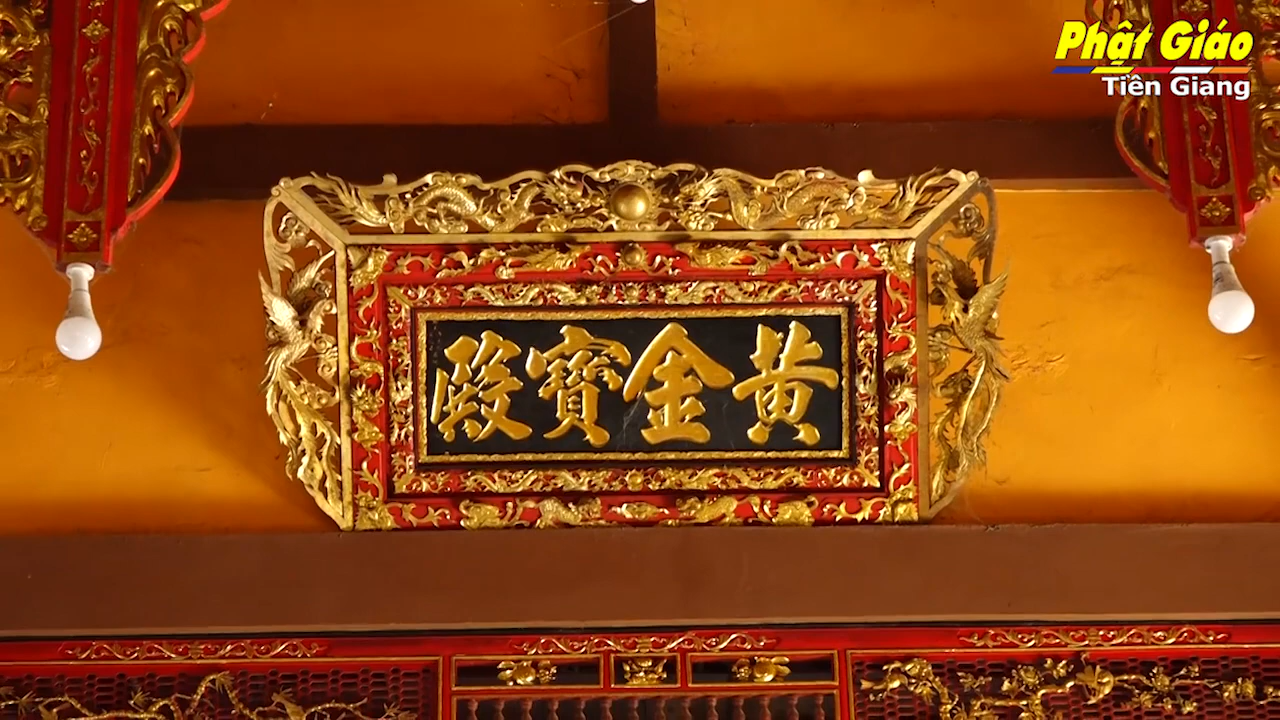 Phật Giáo
Tiền Giang
黃金寶殿